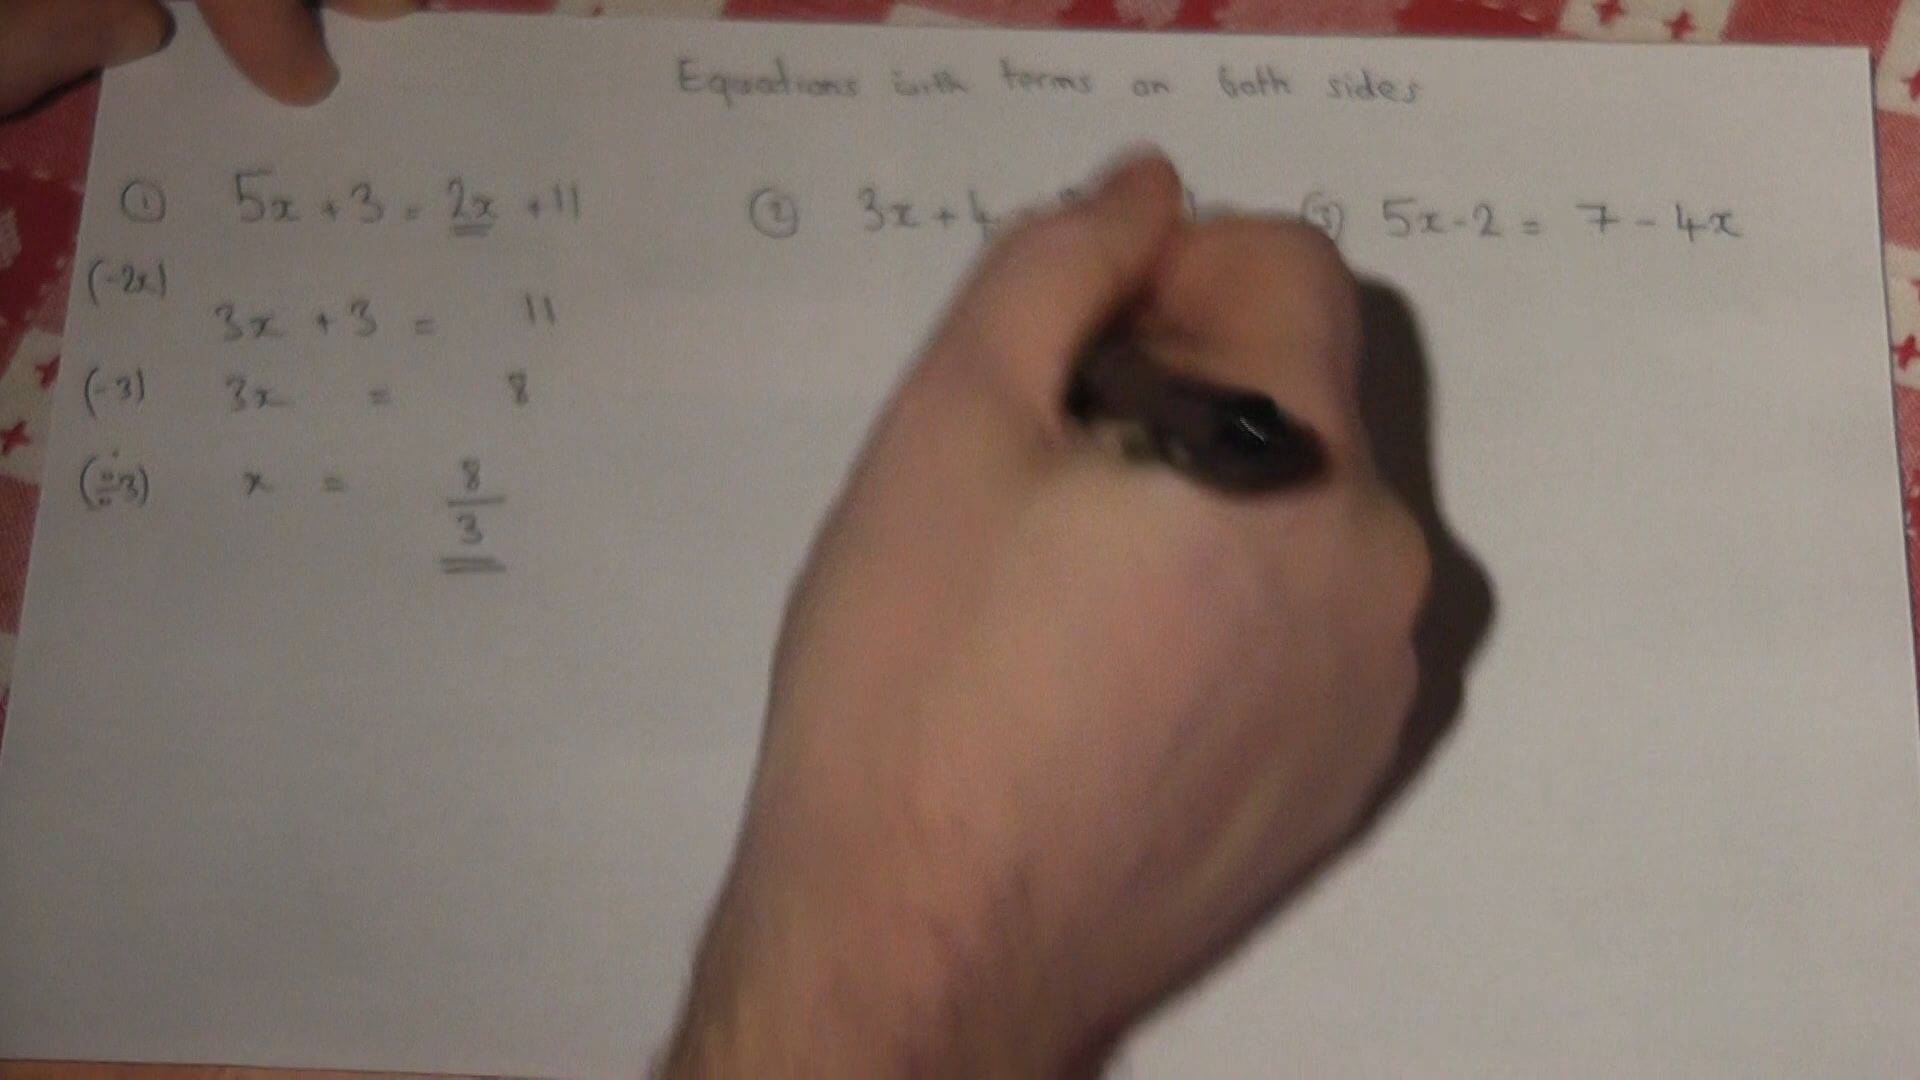 Equations with terms on both sides
① 5x + 3 = 2x + 11
(-2x)
3x + 3 = 11
(-3) 3x = 8
(÷3) x = 8/3
② 3x + 4
③ 5x - 2 = 7 - 4x